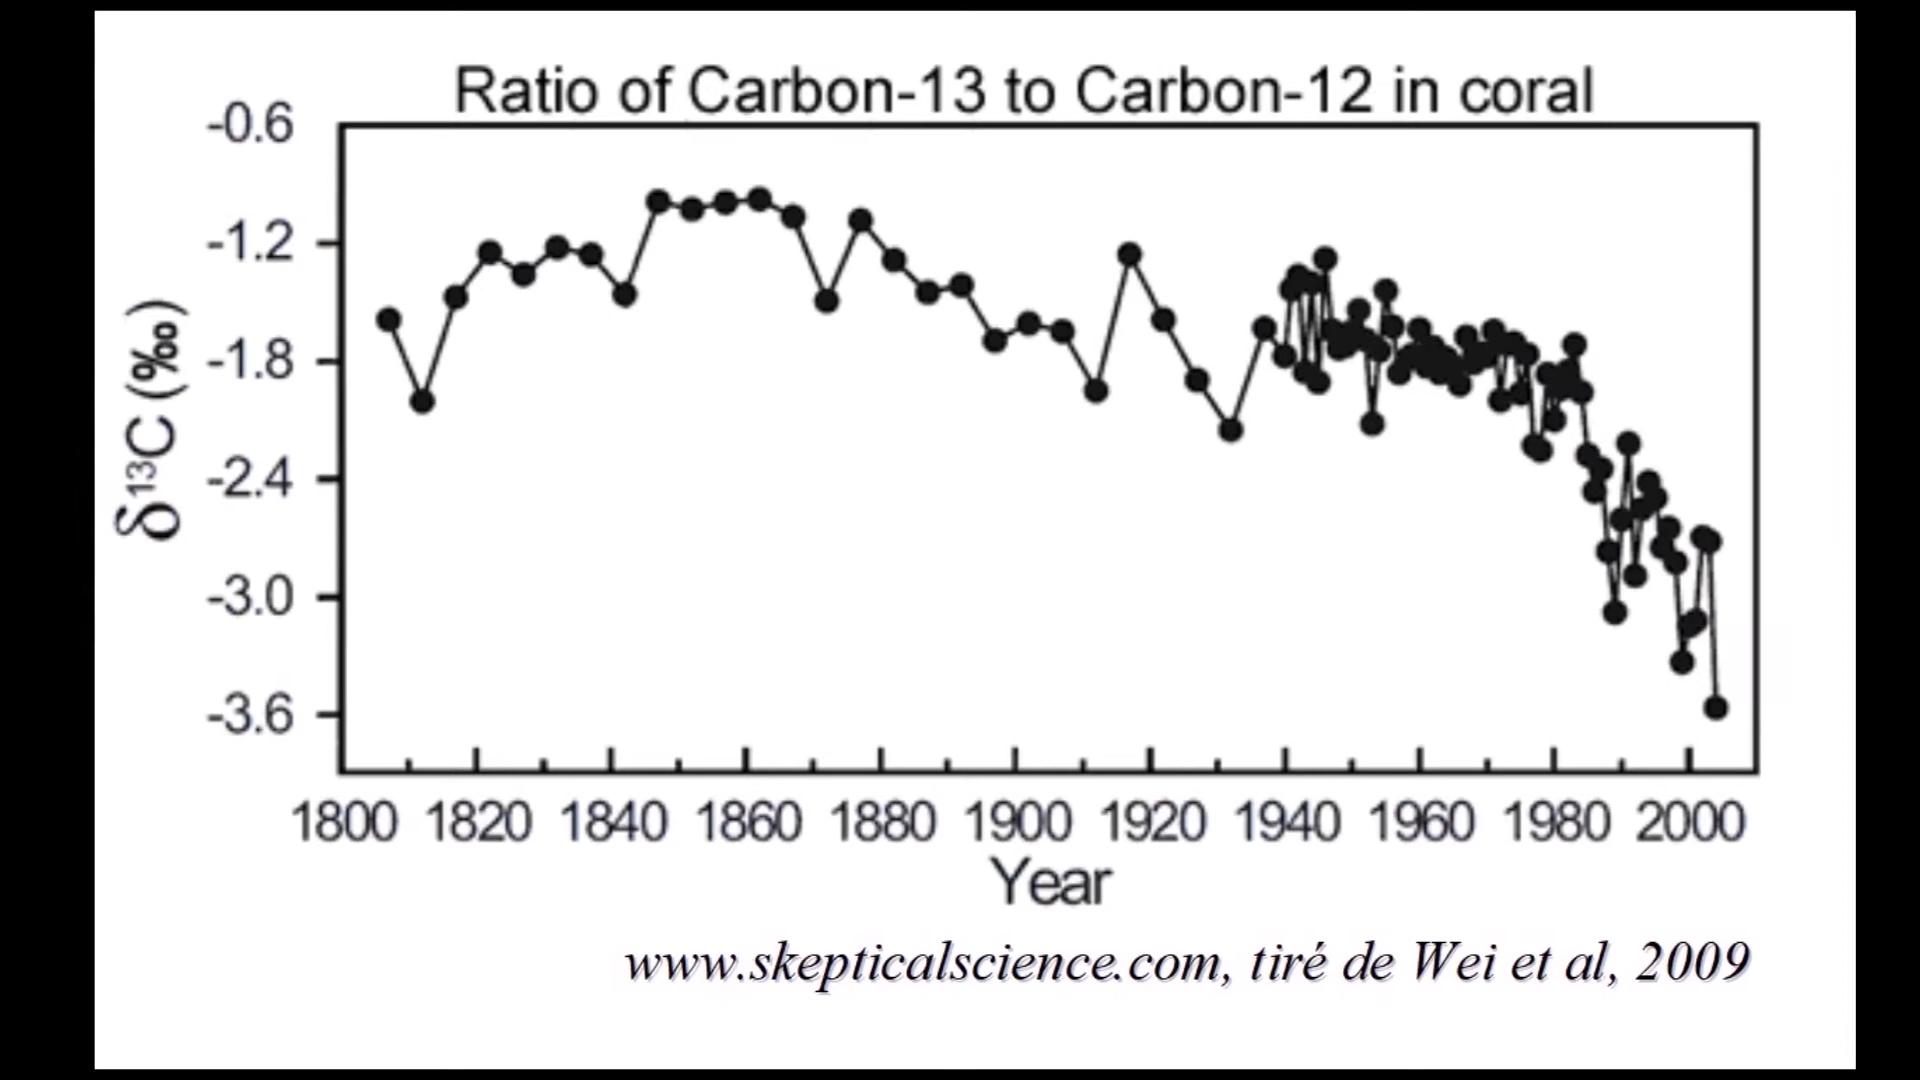 Ratio of Carbon-13 to Carbon-12 in coral
-0.6
-1.2
-1.8
-2.4
-3.0
-3.6
δ¹³C (‰)
1800 1820 1840 1860 1880 1900 1920 1940 1960 1980 2000
Year
www.skepticalscience.com, tiré de Wei et al, 2009